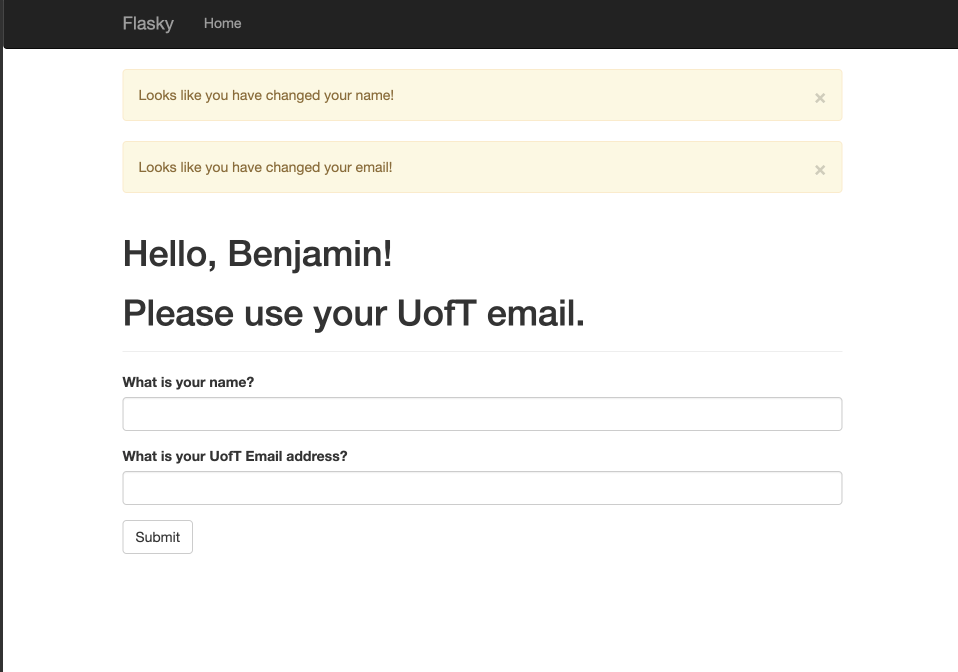 Flasky Home
Looks like you have changed your name! ×
Looks like you have changed your email! ×
Hello, Benjamin!
Please use your UofT email.
What is your name?
What is your UofT Email address?
Submit